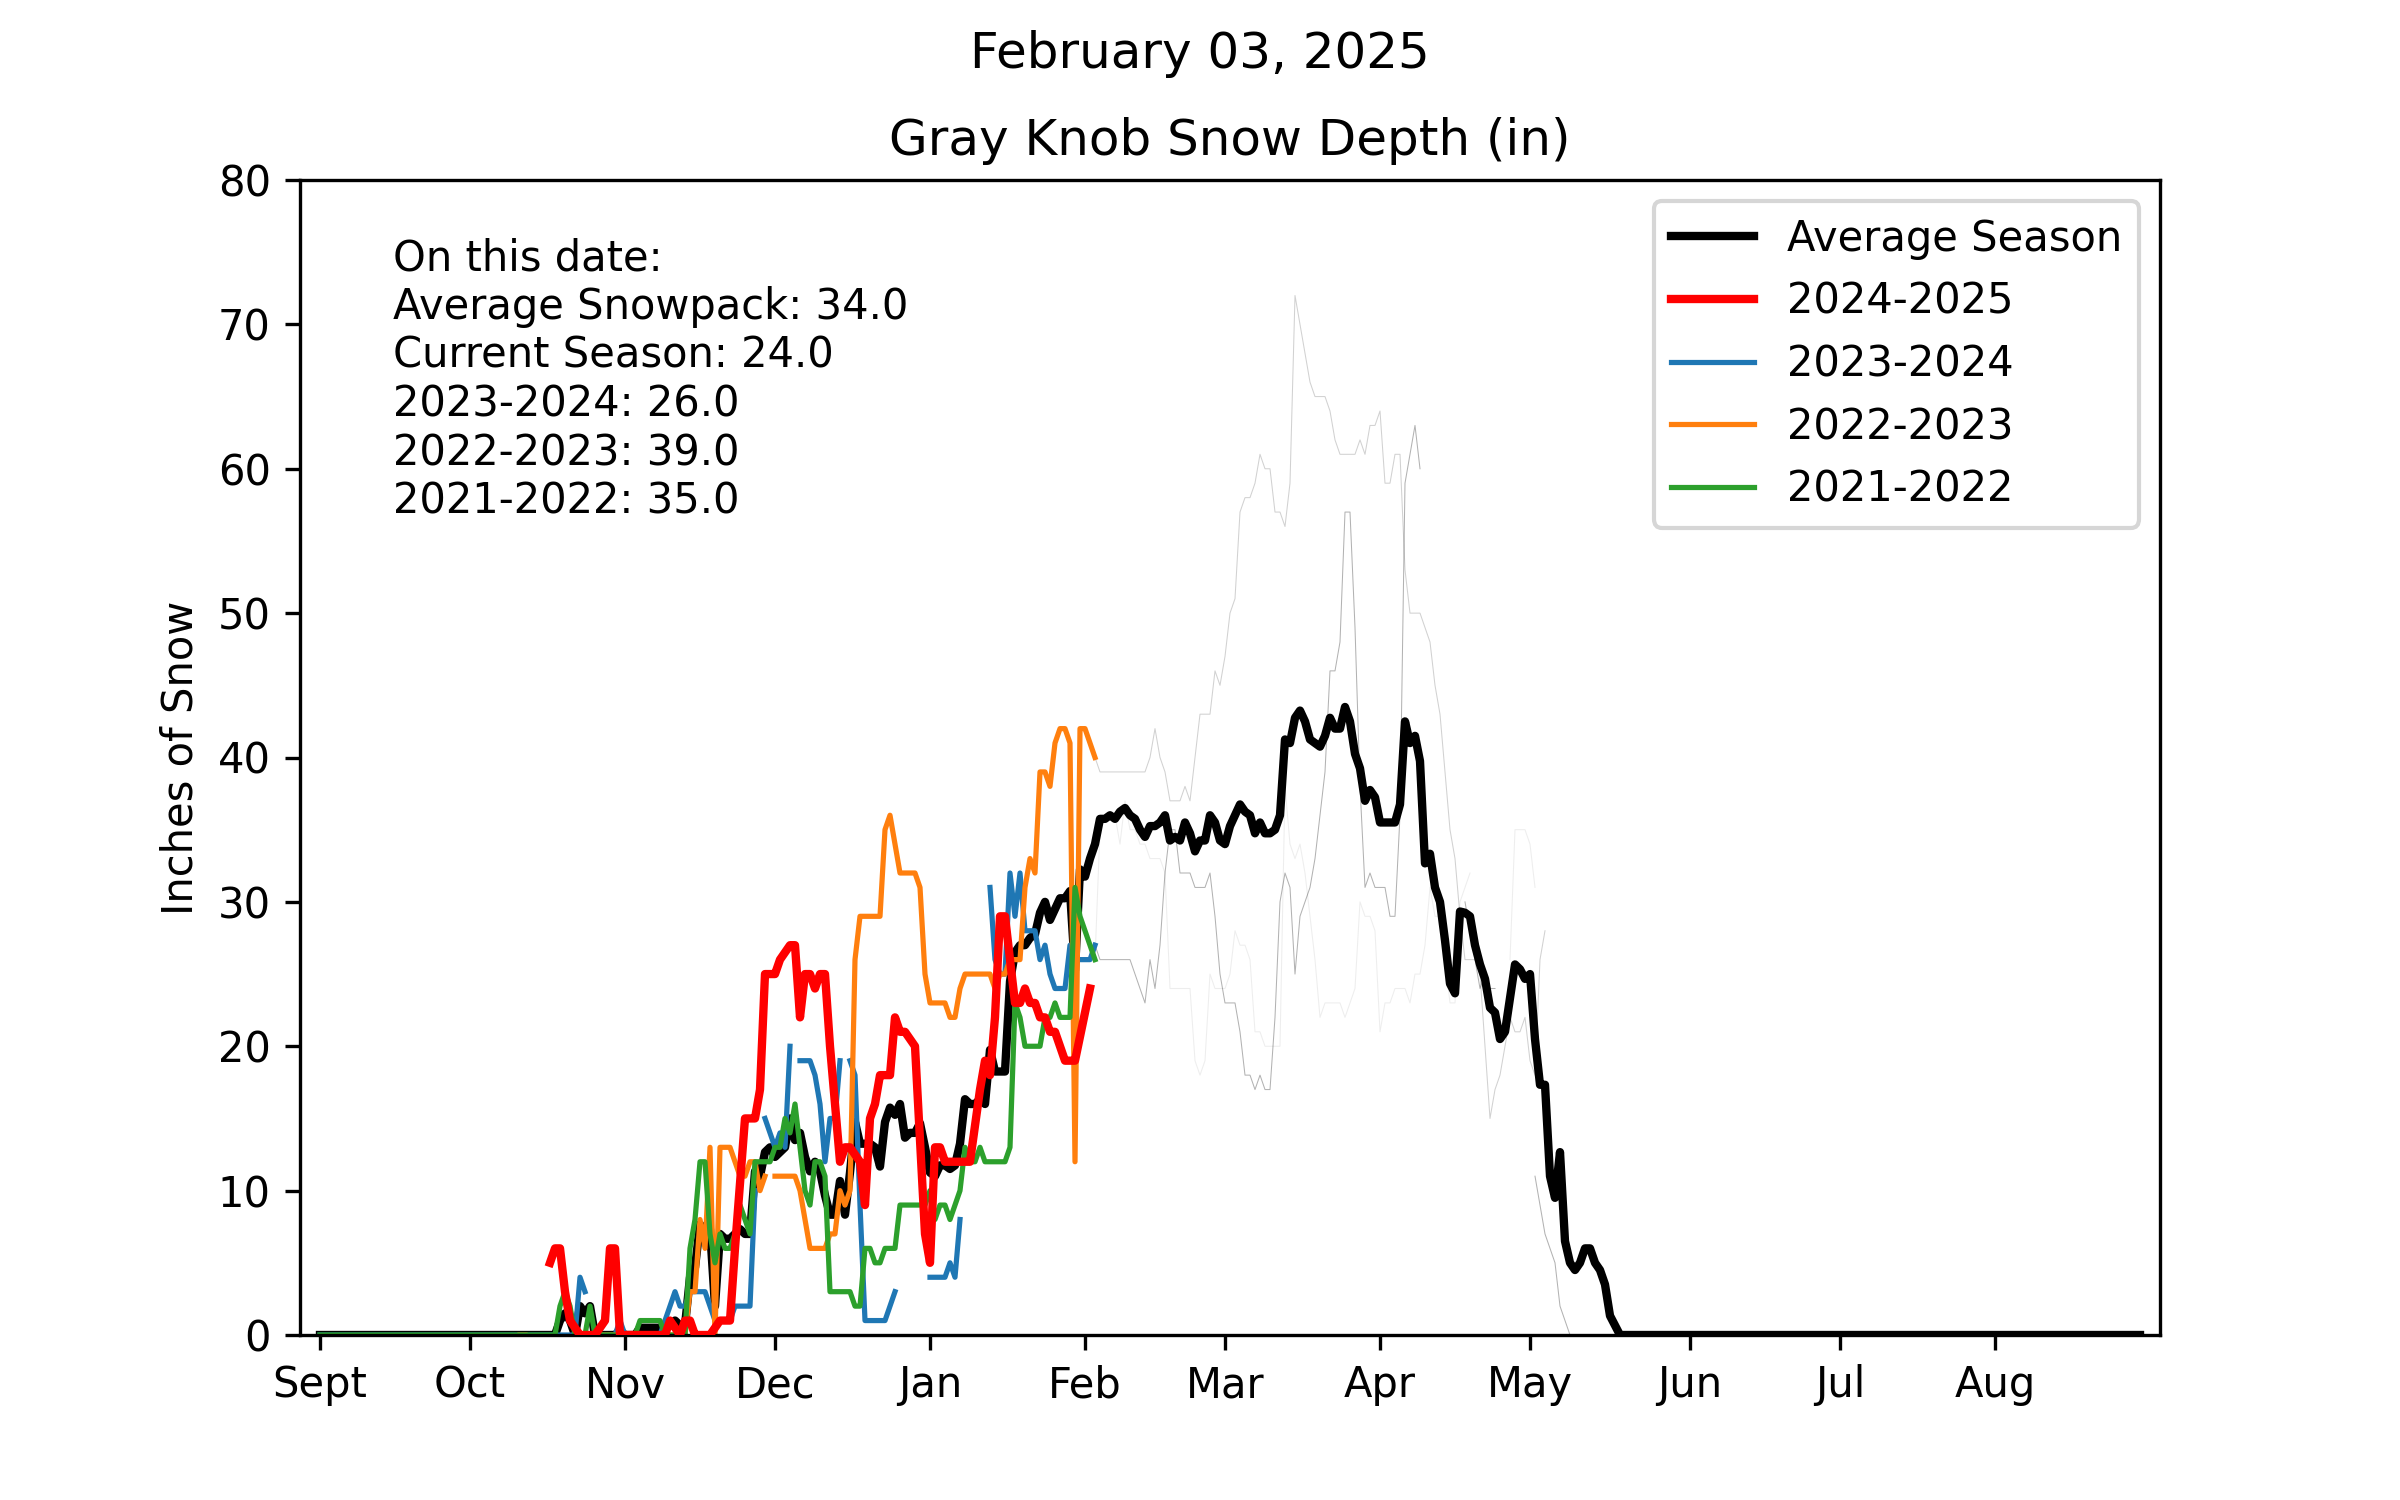 February 03, 2025
Gray Knob Snow Depth (in)
On this date:
Average Snowpack: 34.0
Current Season: 24.0
2023-2024: 26.0
2022-2023: 39.0
2021-2022: 35.0
Average Season
2024-2025
2023-2024
2022-2023
2021-2022
Inches of Snow
80
70
60
50
40
30
20
10
0
Sept Oct Nov Dec Jan Feb Mar Apr May Jun Jul Aug